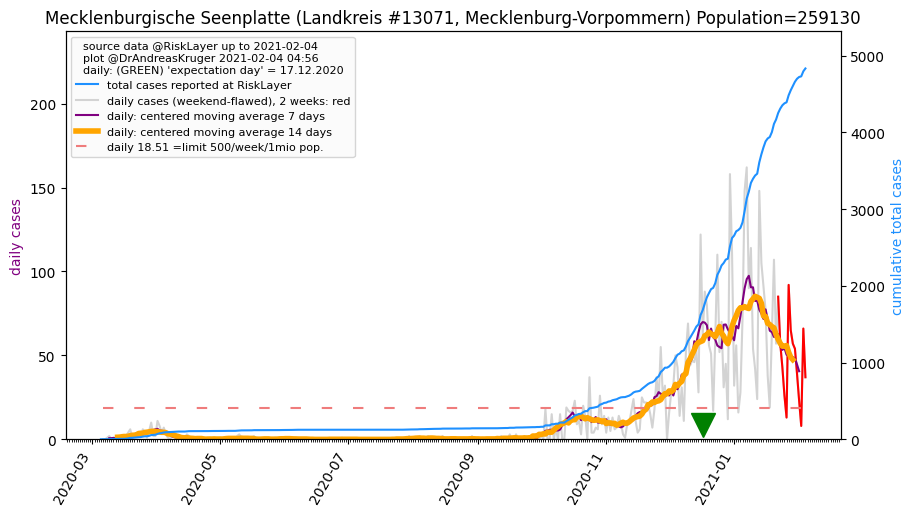 Mecklenburgische Seenplatte (Landkreis #13071, Mecklenburg-Vorpommern) Population=259130
source data @RiskLayer up to 2021-02-04
plot @DrAndreasKruger 2021-02-04 04:56
daily: (GREEN) 'expectation day' = 17.12.2020
total cases reported at RiskLayer
daily cases (weekend-flawed), 2 weeks: red
daily: centered moving average 7 days
daily: centered moving average 14 days
daily 18.51 =limit 500/week/1mio pop.
daily cases
200
150
100
50
0
cumulative total cases
5000
4000
3000
2000
1000
0
2020-03
2020-05
2020-07
2020-09
2020-11
2021-01